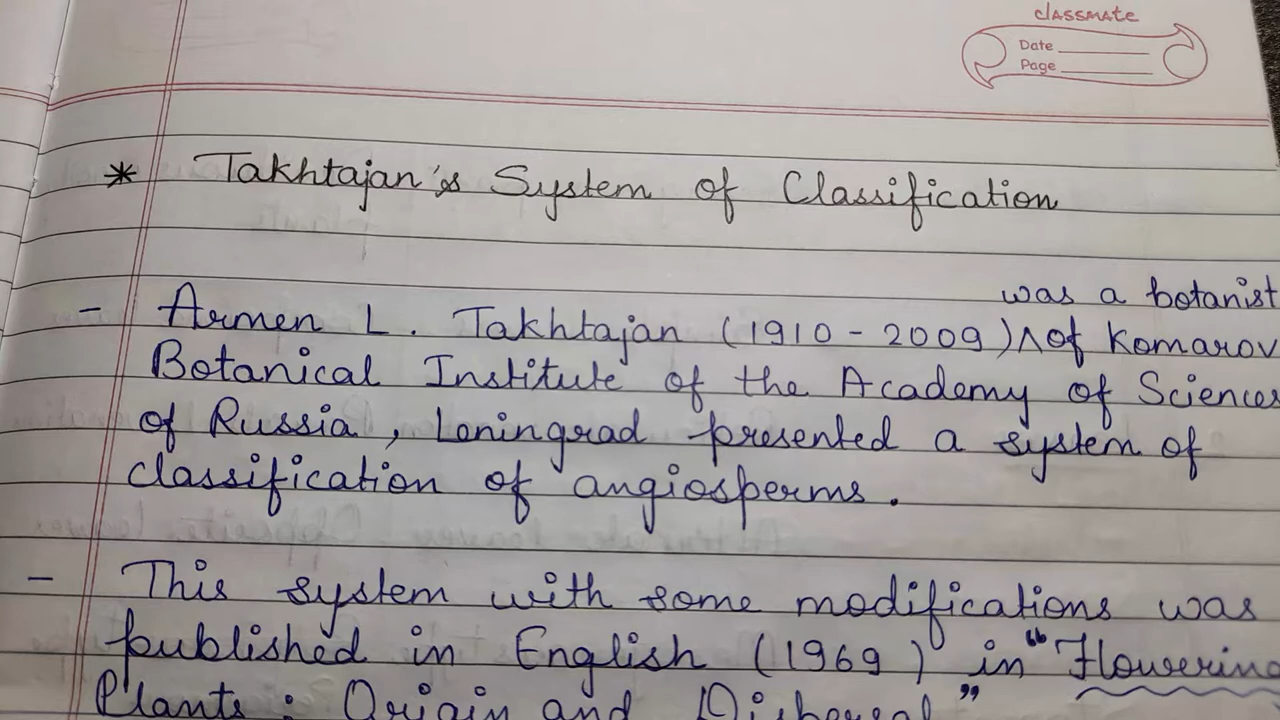 classmate
Date
Page
* Takhtajan's System of Classification
was a botanist
- Armen L. Takhtajan (1910 - 2009) ∧ of Komarov
Botanical Institute of the Academy of Sciences
of Russia, Leningrad presented a system of
classification of angiosperms.
- This system with some modifications was
published in English (1969) in "Flowering
Plants : Origin and Dispersal"